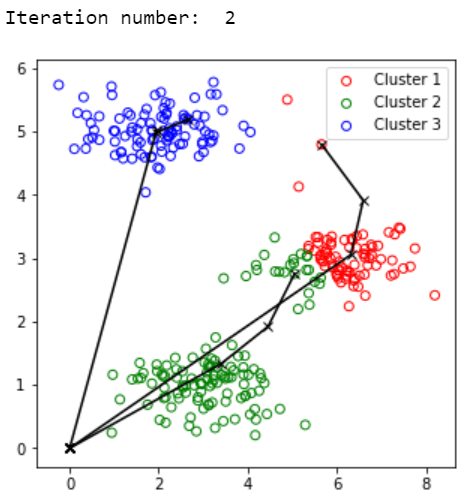 Iteration number:  2
Cluster 1
Cluster 2
Cluster 3
6
5
4
3
2
1
0
0 2 4 6 8